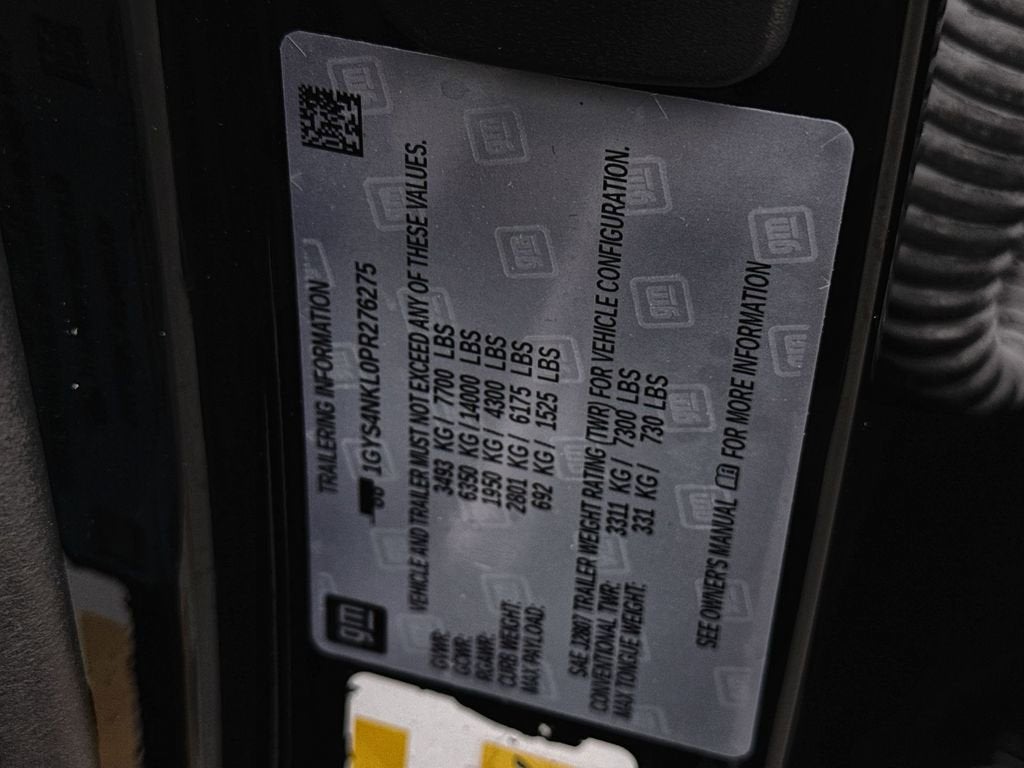 gm
TRAILERING INFORMATION
1GYS4NKL0PR276275
VEHICLE AND TRAILER MUST NOT EXCEED ANY OF THESE VALUES.
GVWR: 3493 KG / 7700 LBS
GCWR: 6350 KG / 14000 LBS
RGAWR: 1950 KG / 4300 LBS
CURB WEIGHT: 2801 KG / 6175 LBS
MAX PAYLOAD: 692 KG / 1525 LBS
SAE J2807 TRAILER WEIGHT RATING (TWR) FOR VEHICLE CONFIGURATION.
CONVENTIONAL TWR: 3311 KG / 7300 LBS
MAX TONGUE WEIGHT: 331 KG / 730 LBS
SEE OWNER'S MANUAL FOR MORE INFORMATION